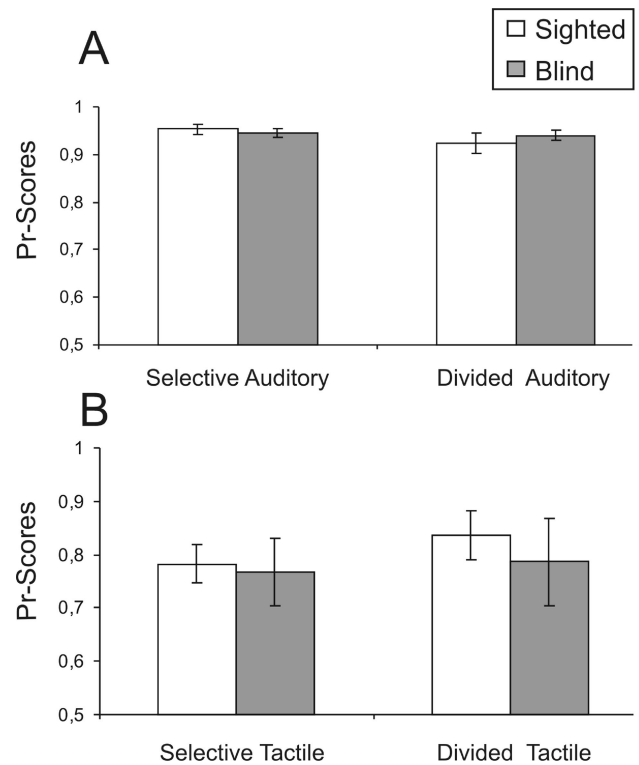 A
Sighted
Blind
Pr-Scores
1
0,9
0,8
0,7
0,6
0,5
Selective Auditory
Divided Auditory
B
Pr-Scores
1
0,9
0,8
0,7
0,6
0,5
Selective Tactile
Divided Tactile